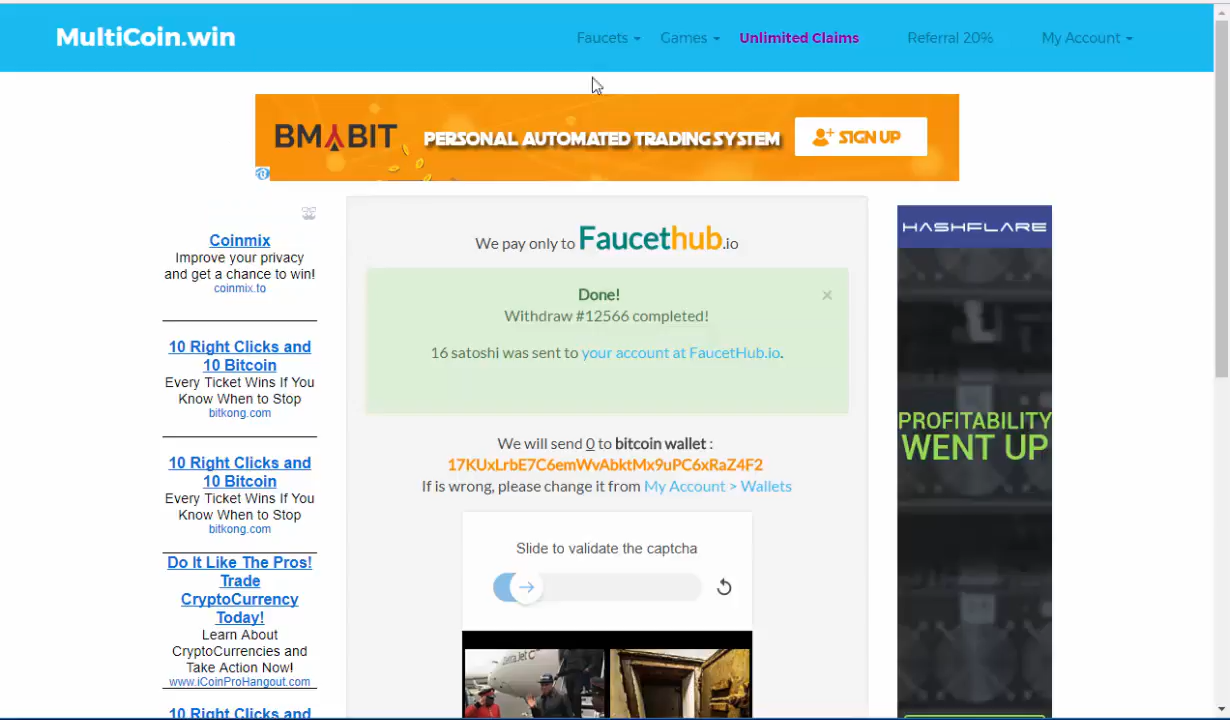 MultiCoin.win
Faucets
Games
Unlimited Claims
Referral 20%
My Account
BMYBIT
PERSONAL AUTOMATED TRADING SYSTEM
SIGN UP
Coinmix
Improve your privacy
and get a chance to win!
coinmix.to
10 Right Clicks and
10 Bitcoin
Every Ticket Wins If You
Know When to Stop
bitkong.com
10 Right Clicks and
10 Bitcoin
Every Ticket Wins If You
Know When to Stop
bitkong.com
Do It Like The Pros!
Trade
CryptoCurrency
Today!
Learn About
CryptoCurrencies and
Take Action Now!
www.iCoinProHangout.com
10 Right Clicks and
We pay only to Faucethub.io
Done!
×
Withdraw #12566 completed!
16 satoshi was sent to your account at FaucetHub.io.
We will send 0 to bitcoin wallet :
17KUxLrbE7C6emWvAbktMx9uPC6xRaZ4F2
If is wrong, please change it from My Account > Wallets
Slide to validate the captcha
HASHFLARE
PROFITABILITY
WENT UP